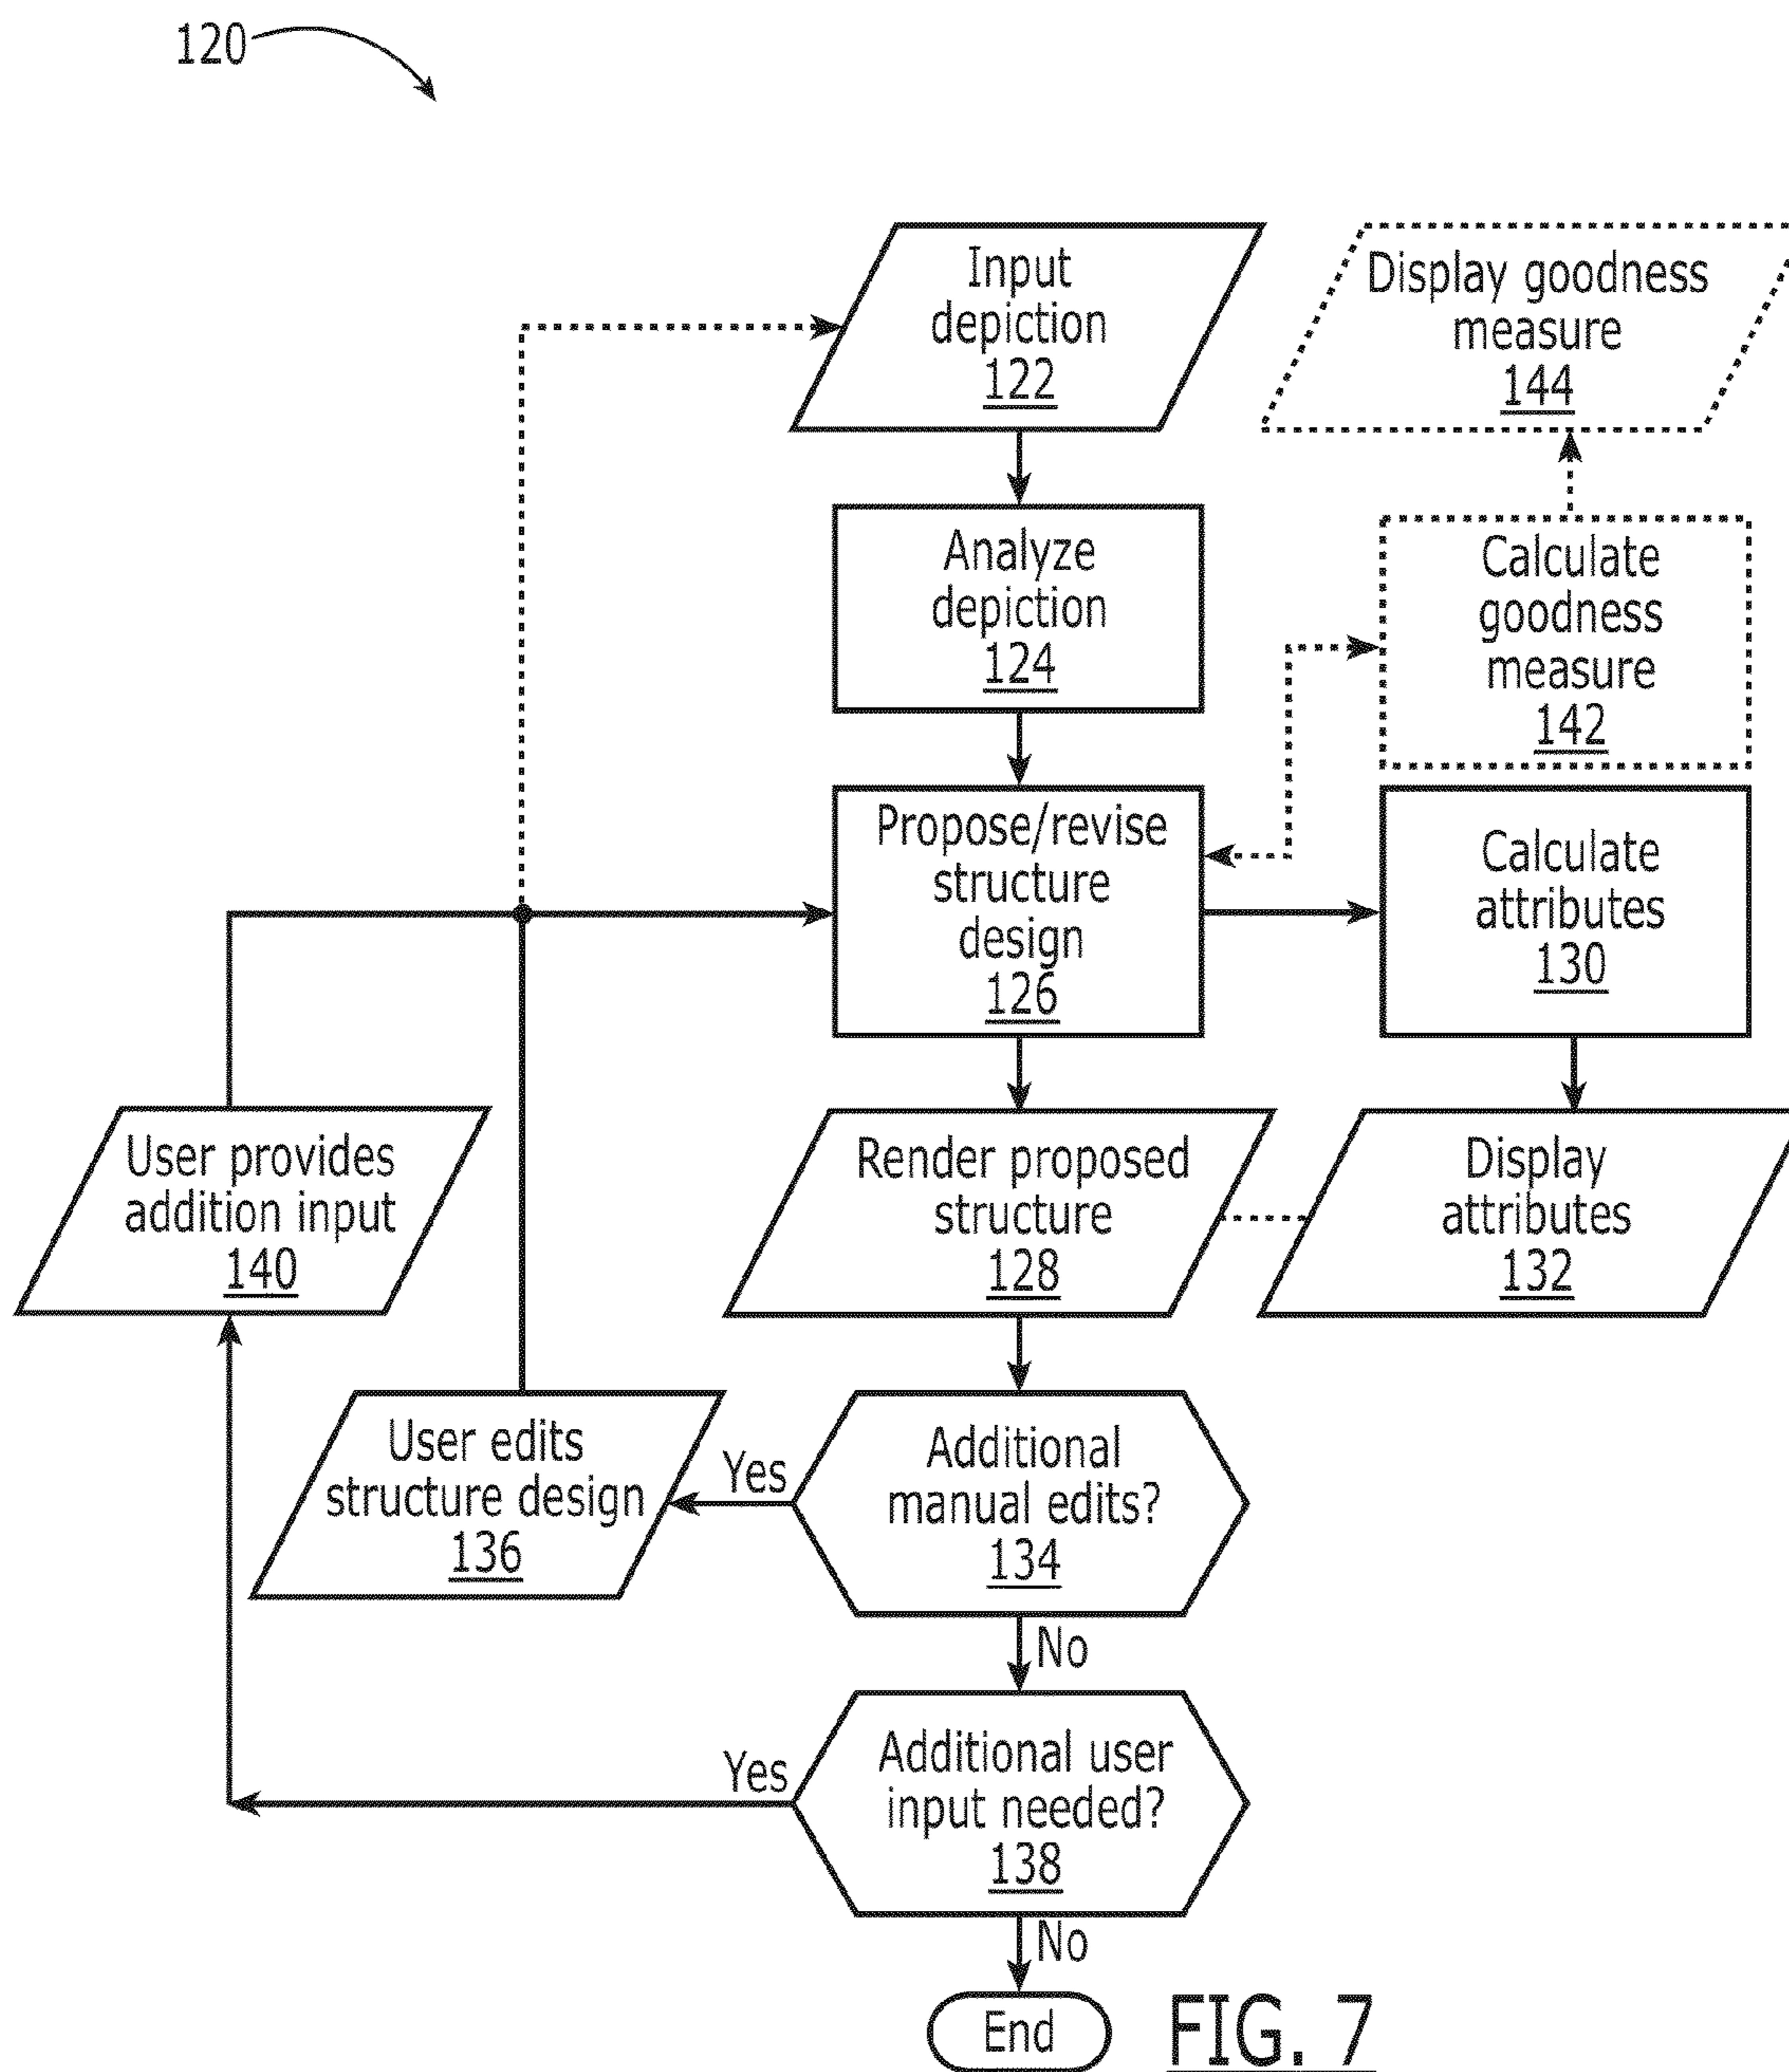 120
Input
depiction
122
Display goodness
measure
144
Analyze
depiction
124
Calculate
goodness
measure
142
Propose/revise
structure
design
126
Calculate
attributes
130
User provides
addition input
140
Render proposed
structure
128
Display
attributes
132
User edits
structure design
136
Yes
Additional
manual edits?
134
No
Yes
Additional user
input needed?
138
No
End
FIG. 7